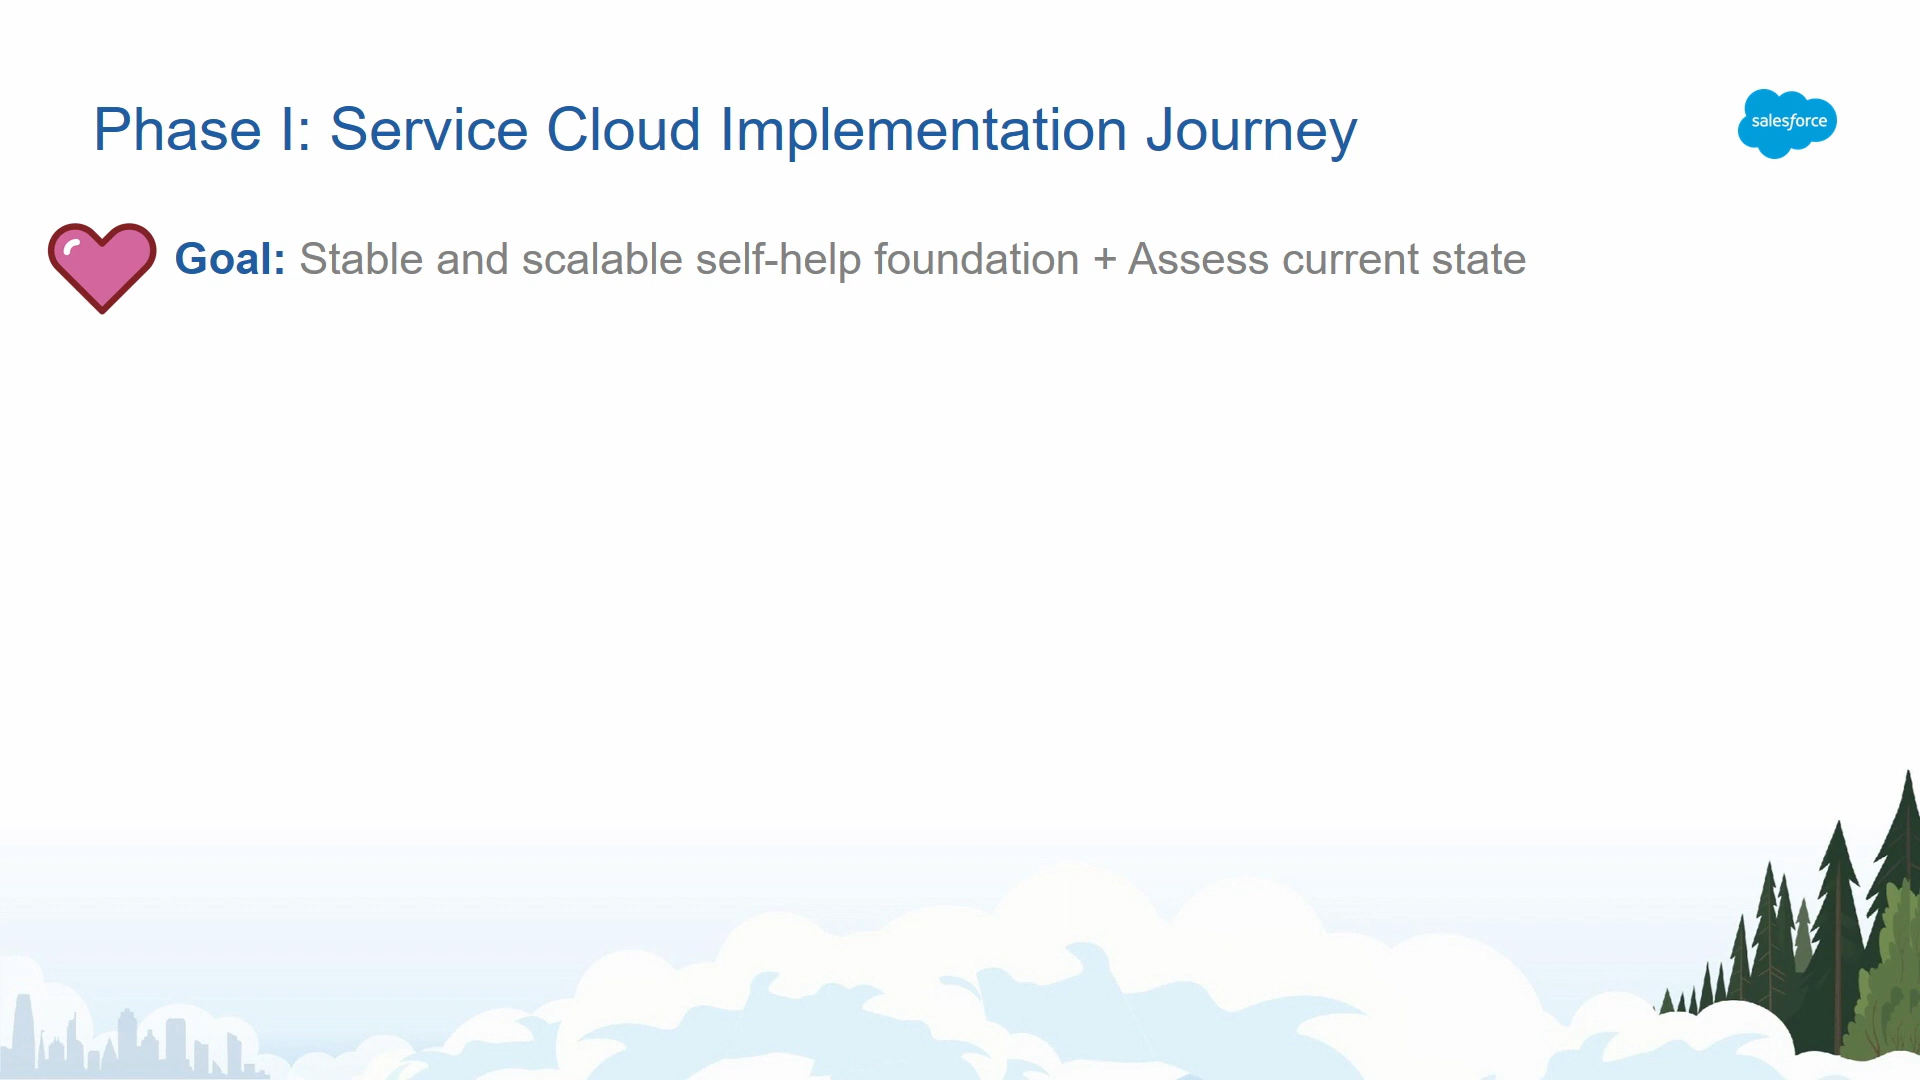 Phase I: Service Cloud Implementation Journey
salesforce
Goal: Stable and scalable self-help foundation + Assess current state